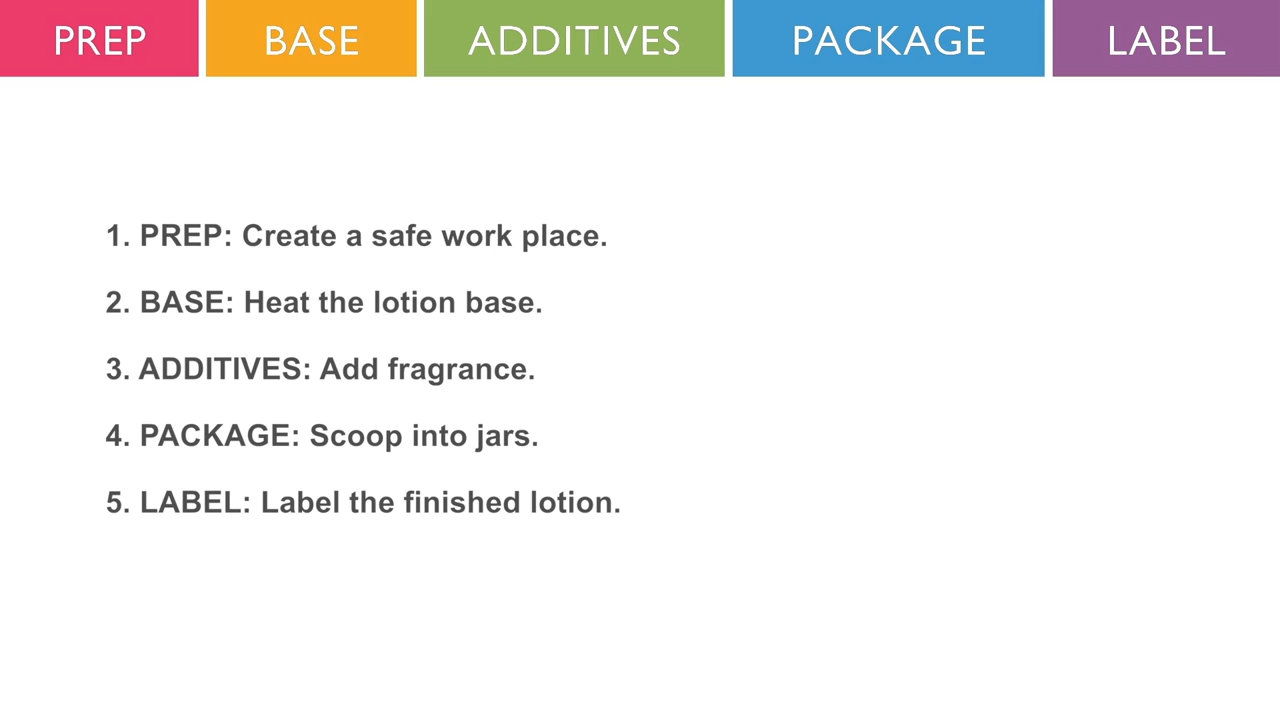 PREP BASE ADDITIVES PACKAGE LABEL
1. PREP: Create a safe work place.
2. BASE: Heat the lotion base.
3. ADDITIVES: Add fragrance.
4. PACKAGE: Scoop into jars.
5. LABEL: Label the finished lotion.